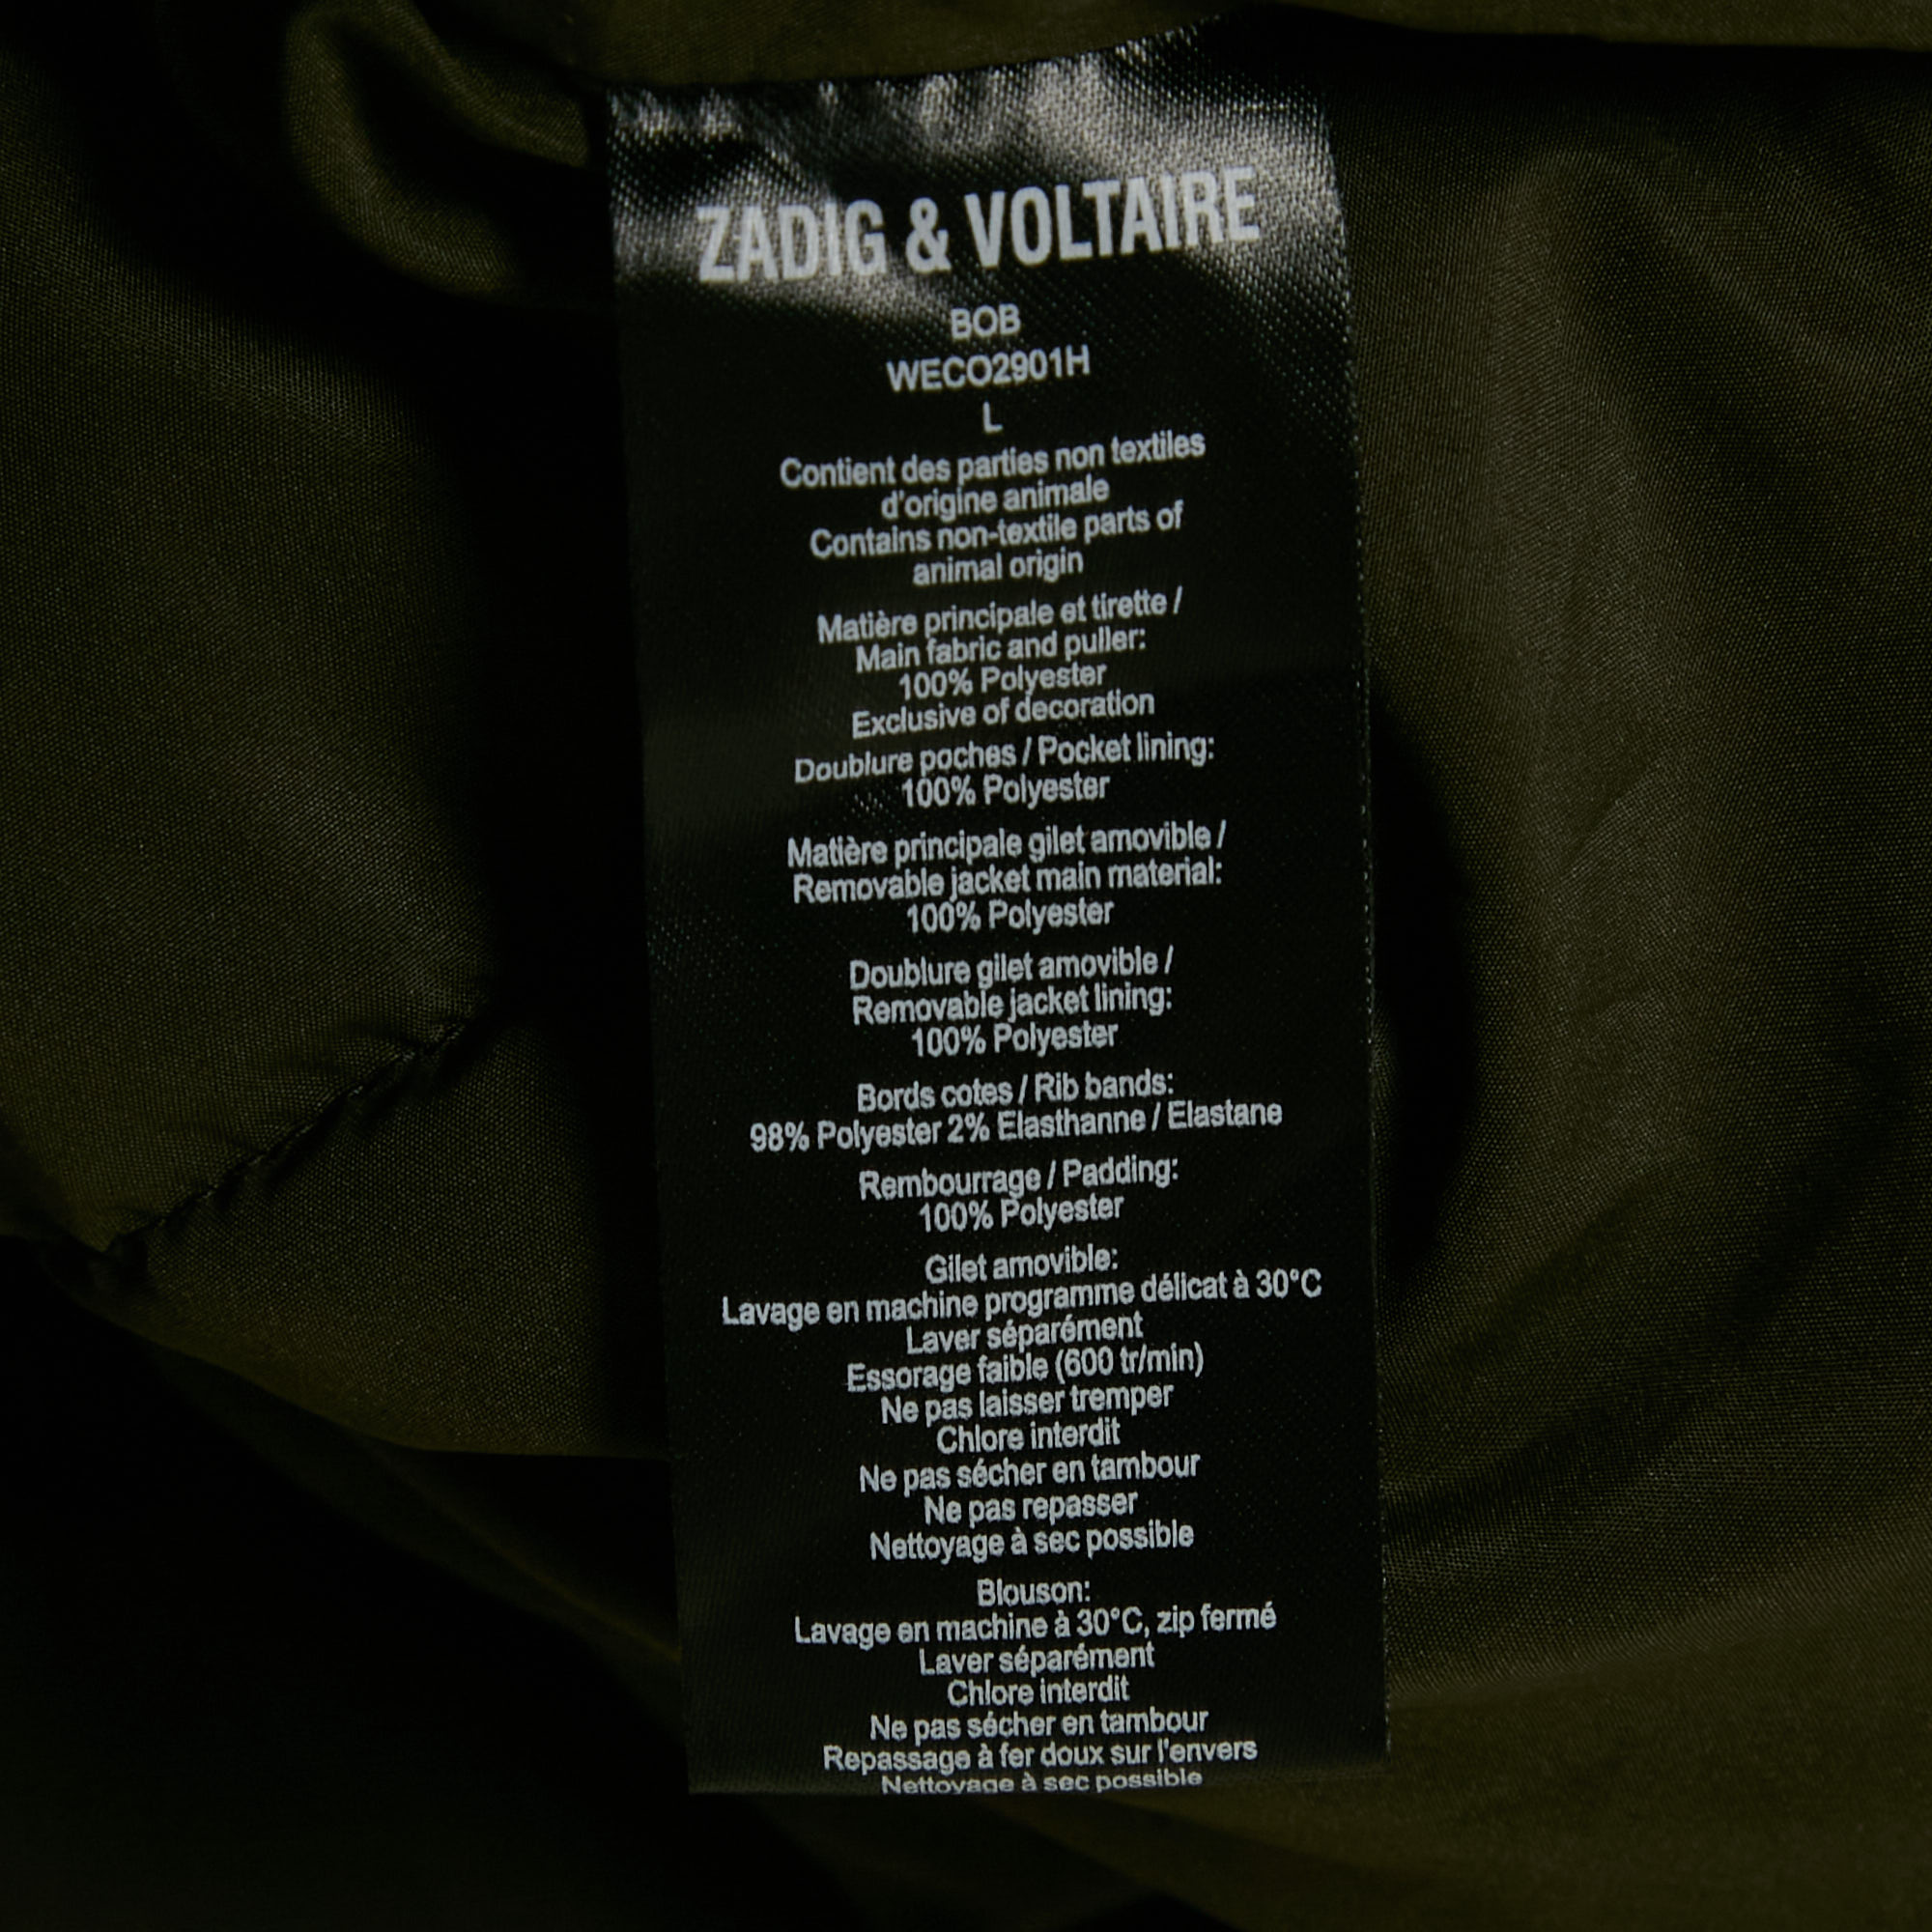 ZADIG & VOLTAIRE
BOB
WECO2901H
L
Contient des parties non textiles
d'origine animale
Contains non-textile parts of
animal origin
Matière principale et tirette /
Main fabric and puller:
100% Polyester
Exclusive of decoration
Doublure poches / Pocket lining:
100% Polyester
Matière principale gilet amovible /
Removable jacket main material:
100% Polyester
Doublure gilet amovible /
Removable jacket lining:
100% Polyester
Bords cotes / Rib bands:
98% Polyester 2% Elasthanne / Elastane
Rembourrage / Padding:
100% Polyester
Gilet amovible:
Lavage en machine programme délicat à 30°C
Laver séparément
Essorage faible (600 tr/min)
Ne pas laisser tremper
Chlore interdit
Ne pas sécher en tambour
Ne pas repasser
Nettoyage à sec possible
Blouson:
Lavage en machine à 30°C, zip fermé
Laver séparément
Chlore interdit
Ne pas sécher en tambour
Repassage à fer doux sur l'envers
Nettoyage à sec possible